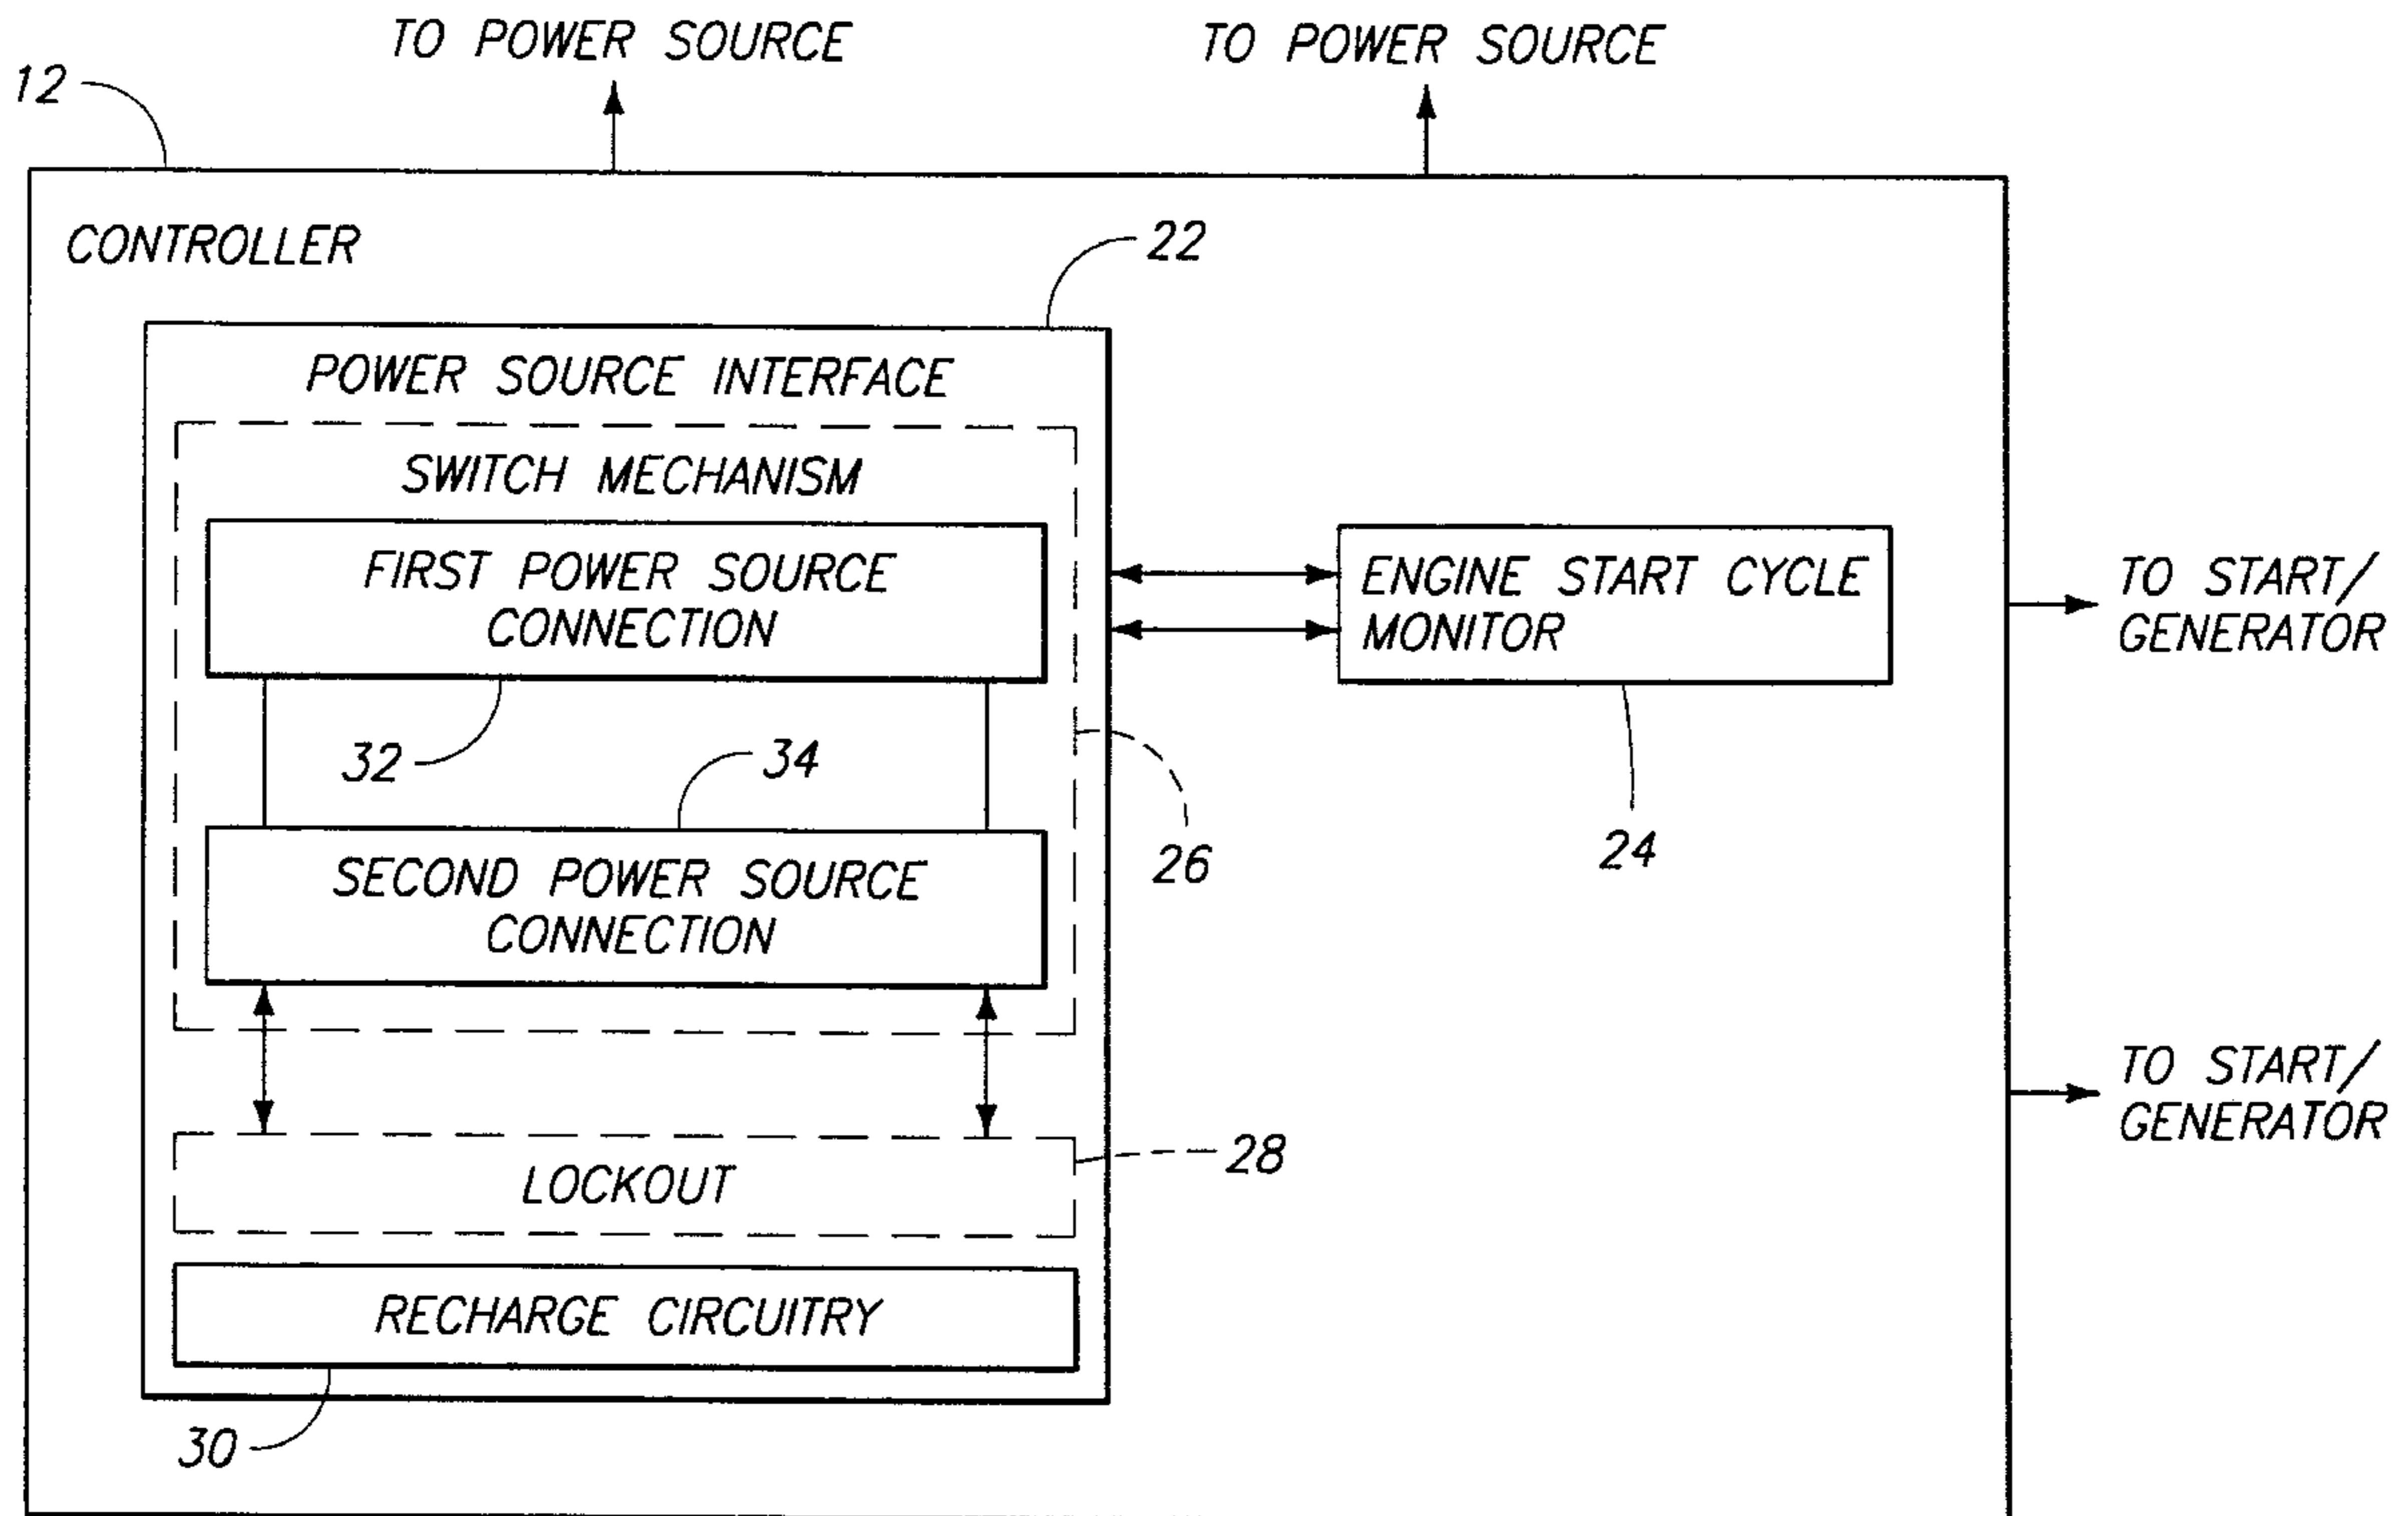 TO POWER SOURCE
TO POWER SOURCE
12
CONTROLLER
22
POWER SOURCE INTERFACE
SWITCH MECHANISM
FIRST POWER SOURCE
CONNECTION
ENGINE START CYCLE
MONITOR
TO START/
GENERATOR
32
34
26
24
SECOND POWER SOURCE
CONNECTION
TO START/
GENERATOR
28
LOCKOUT
RECHARGE CIRCUITRY
30